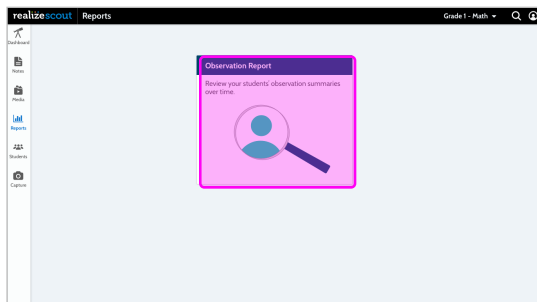 realizescout Reports Grade 1 - Math
Dashboard
Notes
Media
Reports
Students
Capture
Observation Report
Review your students' observation summaries
over time.